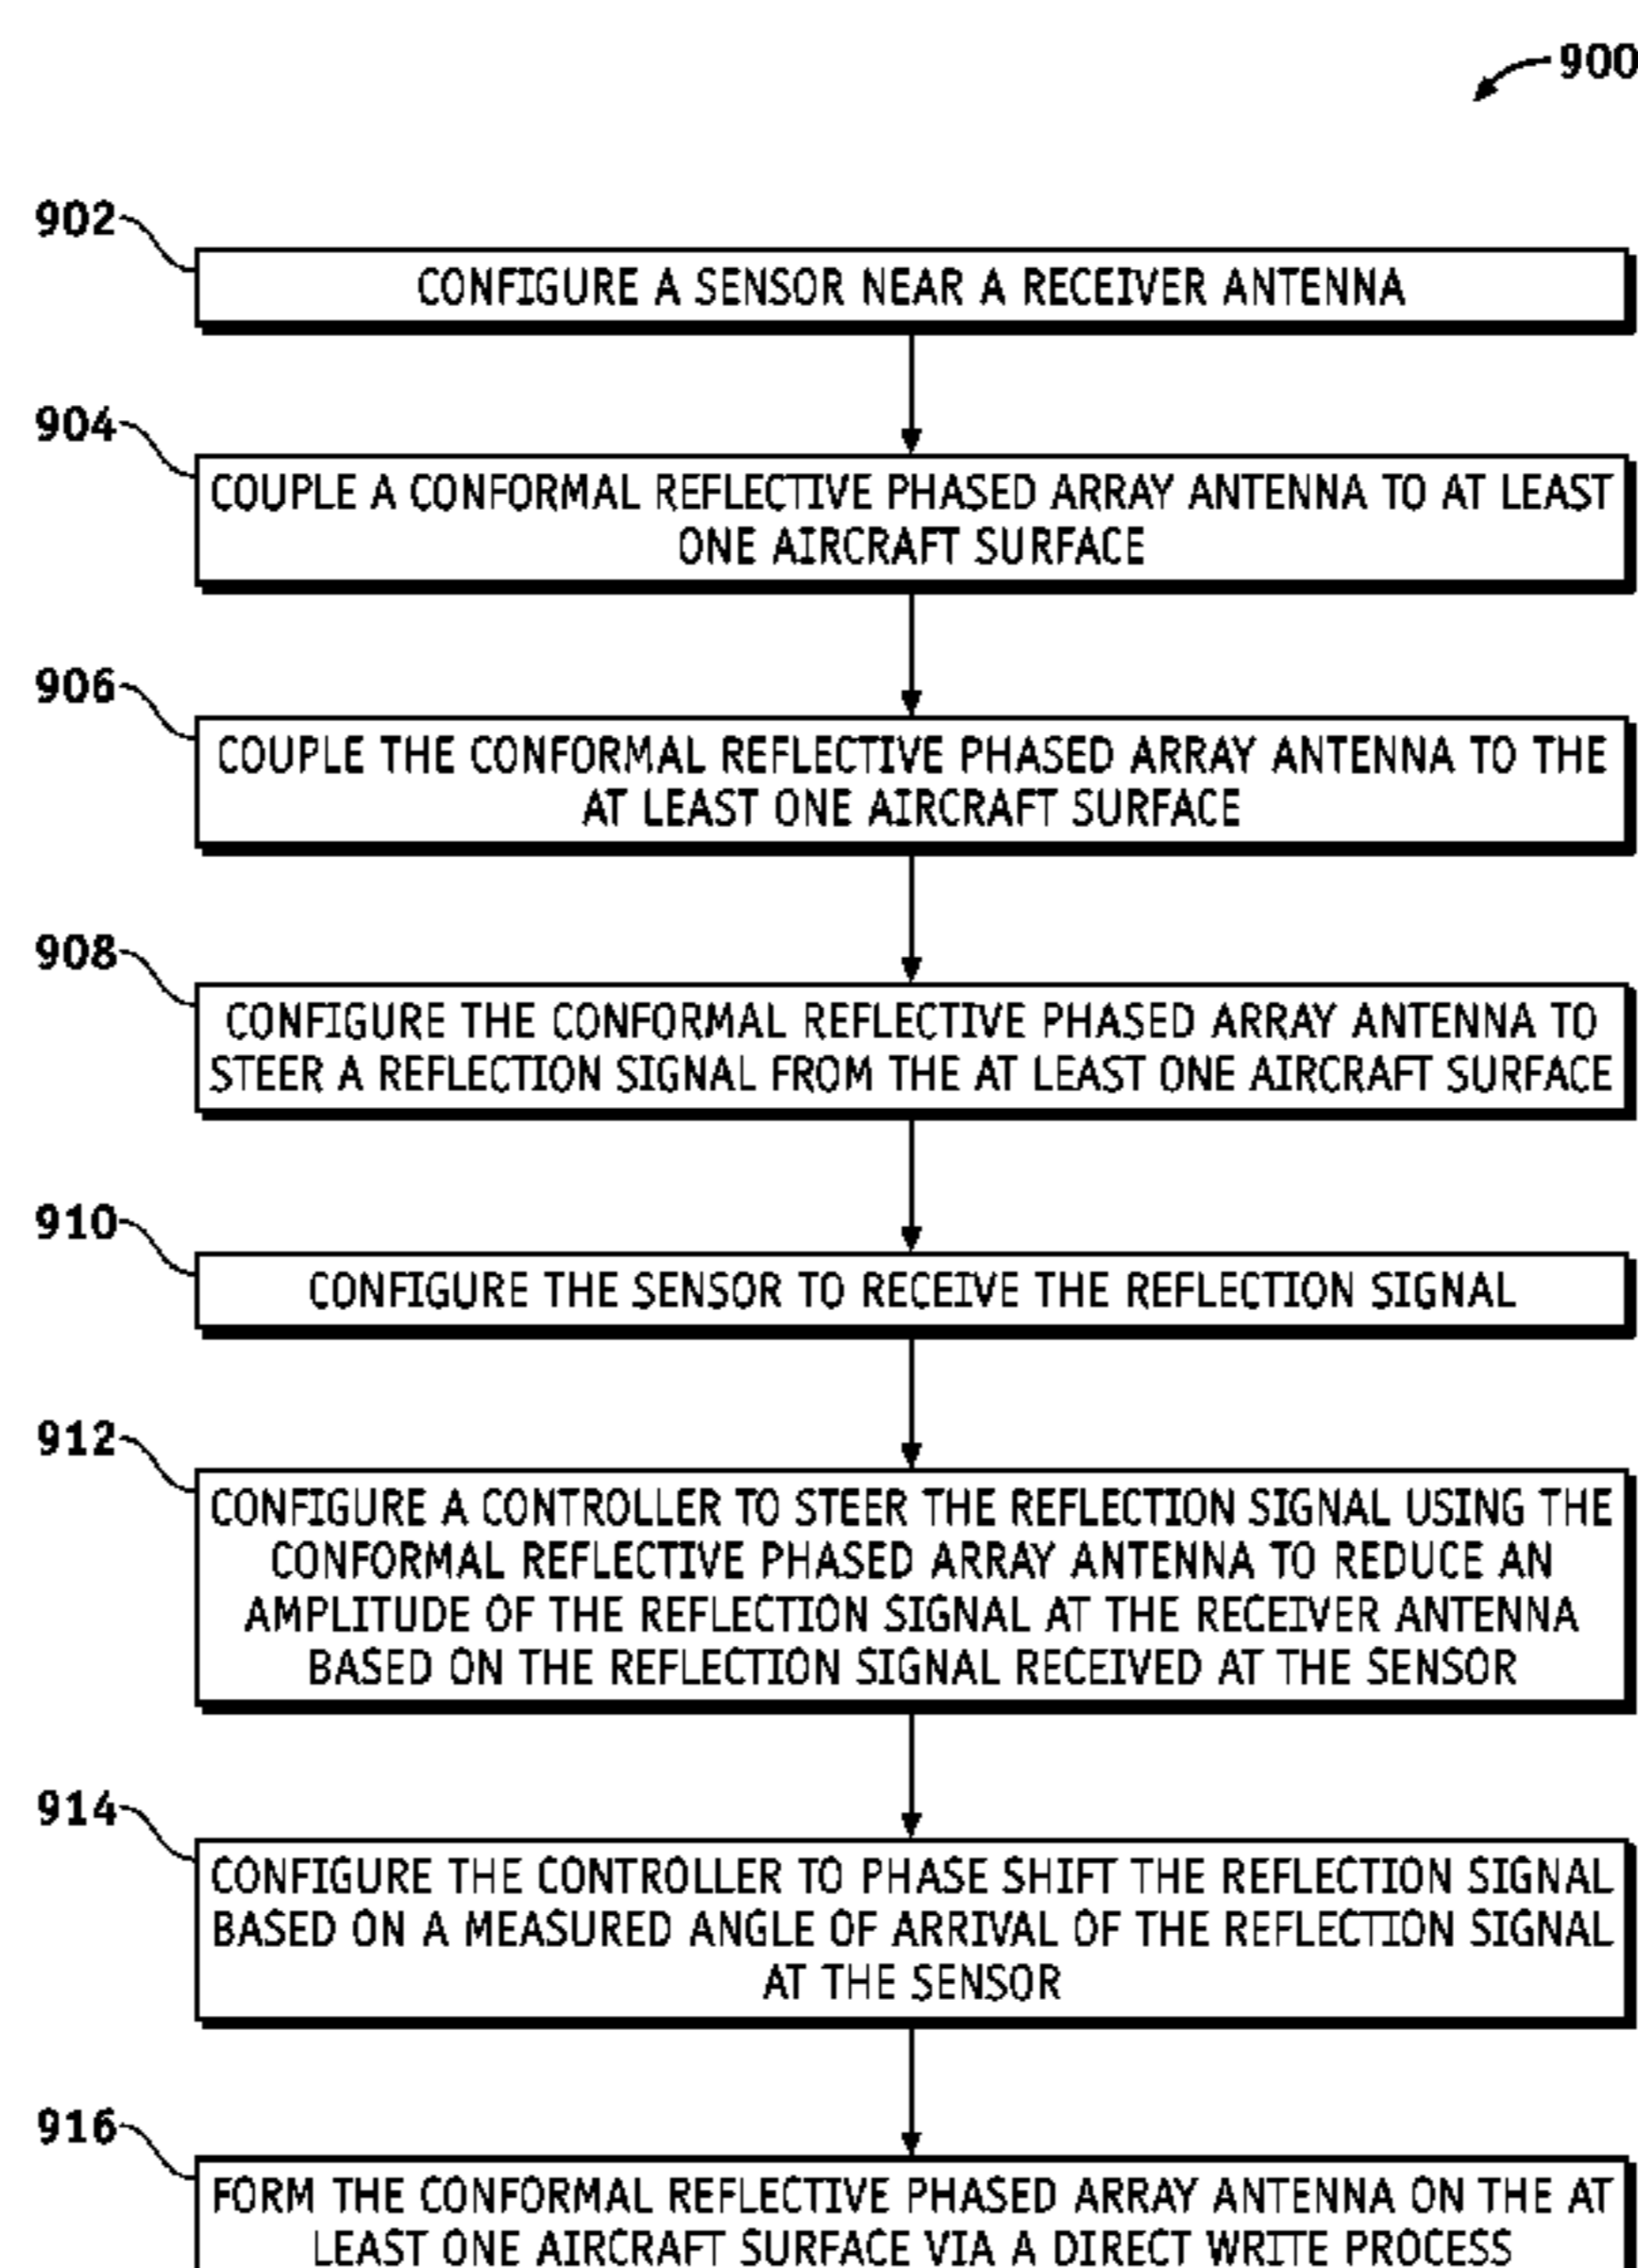 900
902
CONFIGURE A SENSOR NEAR A RECEIVER ANTENNA
904
COUPLE A CONFORMAL REFLECTIVE PHASED ARRAY ANTENNA TO AT LEAST
ONE AIRCRAFT SURFACE
906
COUPLE THE CONFORMAL REFLECTIVE PHASED ARRAY ANTENNA TO THE
AT LEAST ONE AIRCRAFT SURFACE
908
CONFIGURE THE CONFORMAL REFLECTIVE PHASED ARRAY ANTENNA TO
STEER A REFLECTION SIGNAL FROM THE AT LEAST ONE AIRCRAFT SURFACE
910
CONFIGURE THE SENSOR TO RECEIVE THE REFLECTION SIGNAL
912
CONFIGURE A CONTROLLER TO STEER THE REFLECTION SIGNAL USING THE
CONFORMAL REFLECTIVE PHASED ARRAY ANTENNA TO REDUCE AN
AMPLITUDE OF THE REFLECTION SIGNAL AT THE RECEIVER ANTENNA
BASED ON THE REFLECTION SIGNAL RECEIVED AT THE SENSOR
914
CONFIGURE THE CONTROLLER TO PHASE SHIFT THE REFLECTION SIGNAL
BASED ON A MEASURED ANGLE OF ARRIVAL OF THE REFLECTION SIGNAL
AT THE SENSOR
916
FORM THE CONFORMAL REFLECTIVE PHASED ARRAY ANTENNA ON THE AT
LEAST ONE AIRCRAFT SURFACE VIA A DIRECT WRITE PROCESS